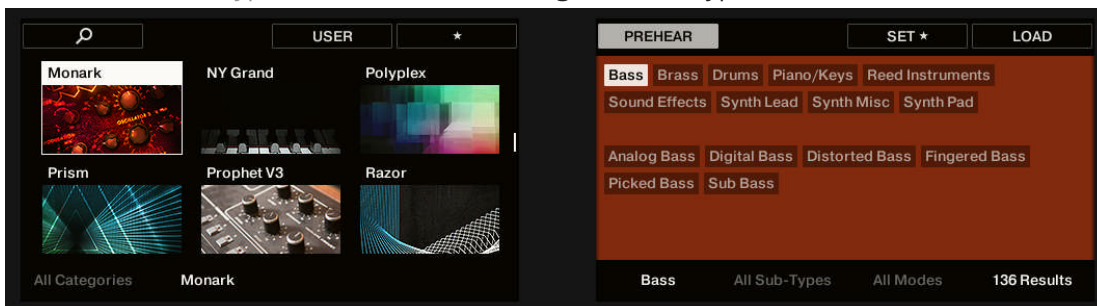 USER ★
Monark NY Grand Polyplex
Prism Prophet V3 Razor
All Categories Monark
PREHEAR SET ★ LOAD
Bass Brass Drums Piano/Keys Reed Instruments
Sound Effects Synth Lead Synth Misc Synth Pad
Analog Bass Digital Bass Distorted Bass Fingered Bass
Picked Bass Sub Bass
Bass All Sub-Types All Modes 136 Results